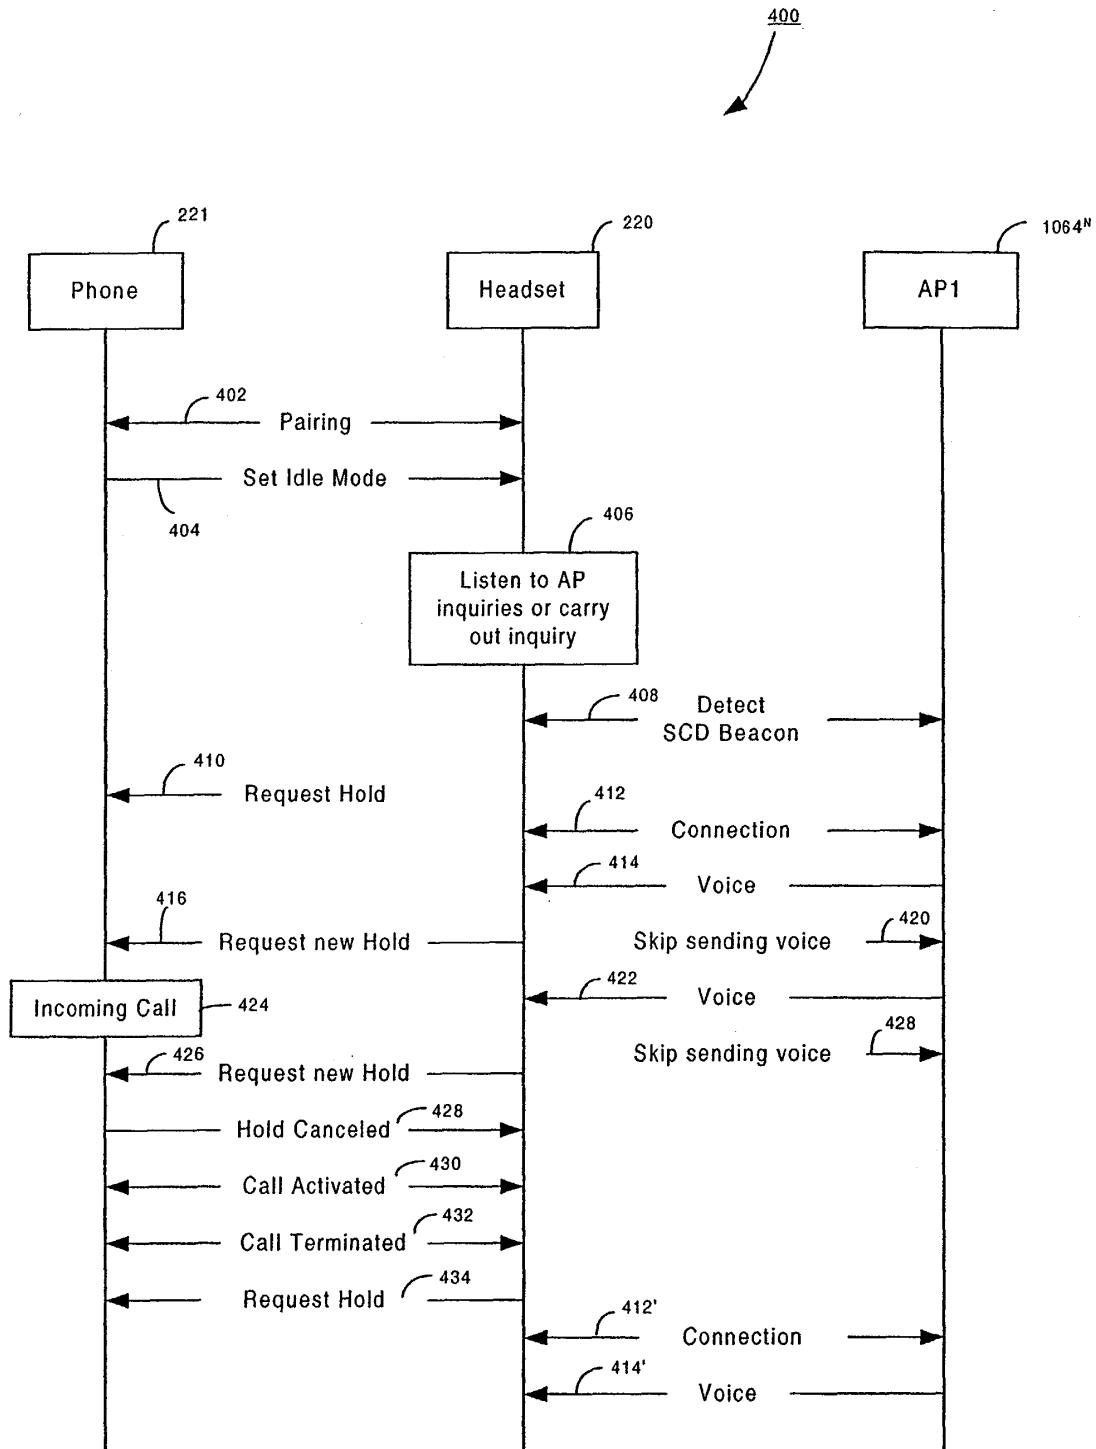 400
221
220
1064ᴺ
Phone
Headset
AP1
402
Pairing
Set Idle Mode
404
406
Listen to AP
inquiries or carry
out inquiry
408
Detect
SCD Beacon
410
Request Hold
412
Connection
414
Voice
416
Request new Hold
420
Skip sending voice
422
Voice
Incoming Call
424
428
Skip sending voice
426
Request new Hold
428
Hold Canceled
430
Call Activated
432
Call Terminated
434
Request Hold
412'
Connection
414'
Voice